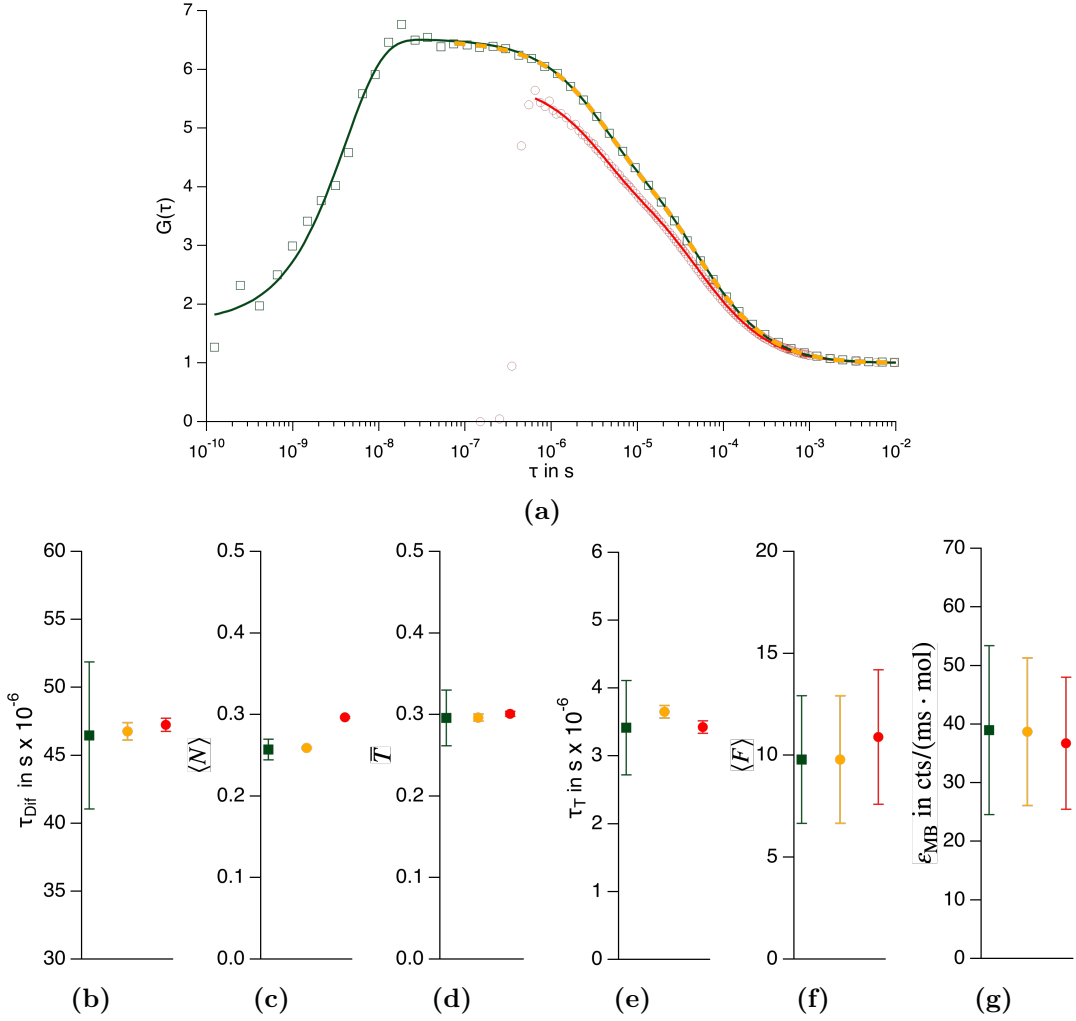 7
6
5
4
3
2
1
0
G(τ)
10⁻¹⁰ 10⁻⁹ 10⁻⁸ 10⁻⁷ 10⁻⁶ 10⁻⁵ 10⁻⁴ 10⁻³ 10⁻²
τ in s
(a)
60
55
50
45
40
35
30
τ_Dif in s x 10⁻⁶
(b)
0.5
0.4
0.3
0.2
0.1
0.0
⟨N⟩
(c)
0.5
0.4
0.3
0.2
0.1
0.0
T̅
(d)
6
5
4
3
2
1
0
τ_T in s x 10⁻⁶
(e)
20
15
10
5
0
⟨F⟩
(f)
70
60
50
40
30
20
10
0
ε_MB in cts/(ms · mol)
(g)